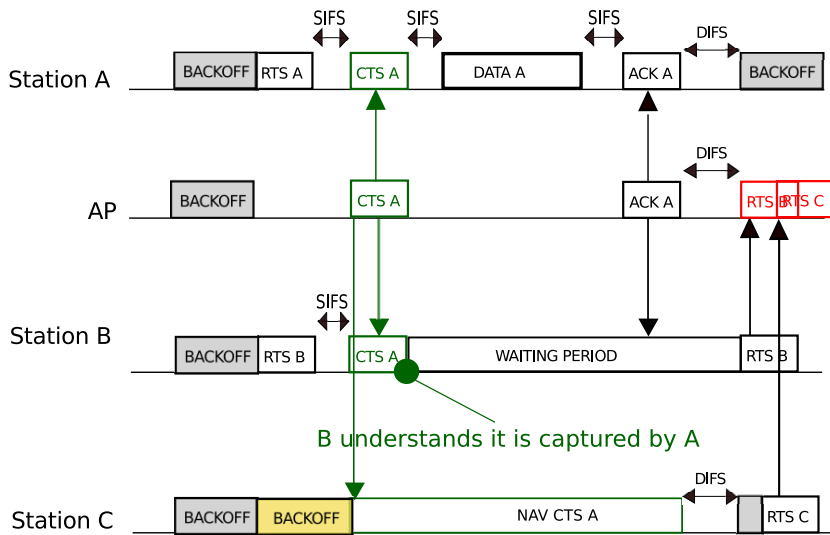 SIFS SIFS SIFS DIFS
Station A BACKOFF RTS A CTS A DATA A ACK A BACKOFF
DIFS
AP BACKOFF CTS A ACK A RTS B RTS C
SIFS
Station B BACKOFF RTS B CTS A WAITING PERIOD RTS B
B understands it is captured by A
DIFS
Station C BACKOFF BACKOFF NAV CTS A RTS C